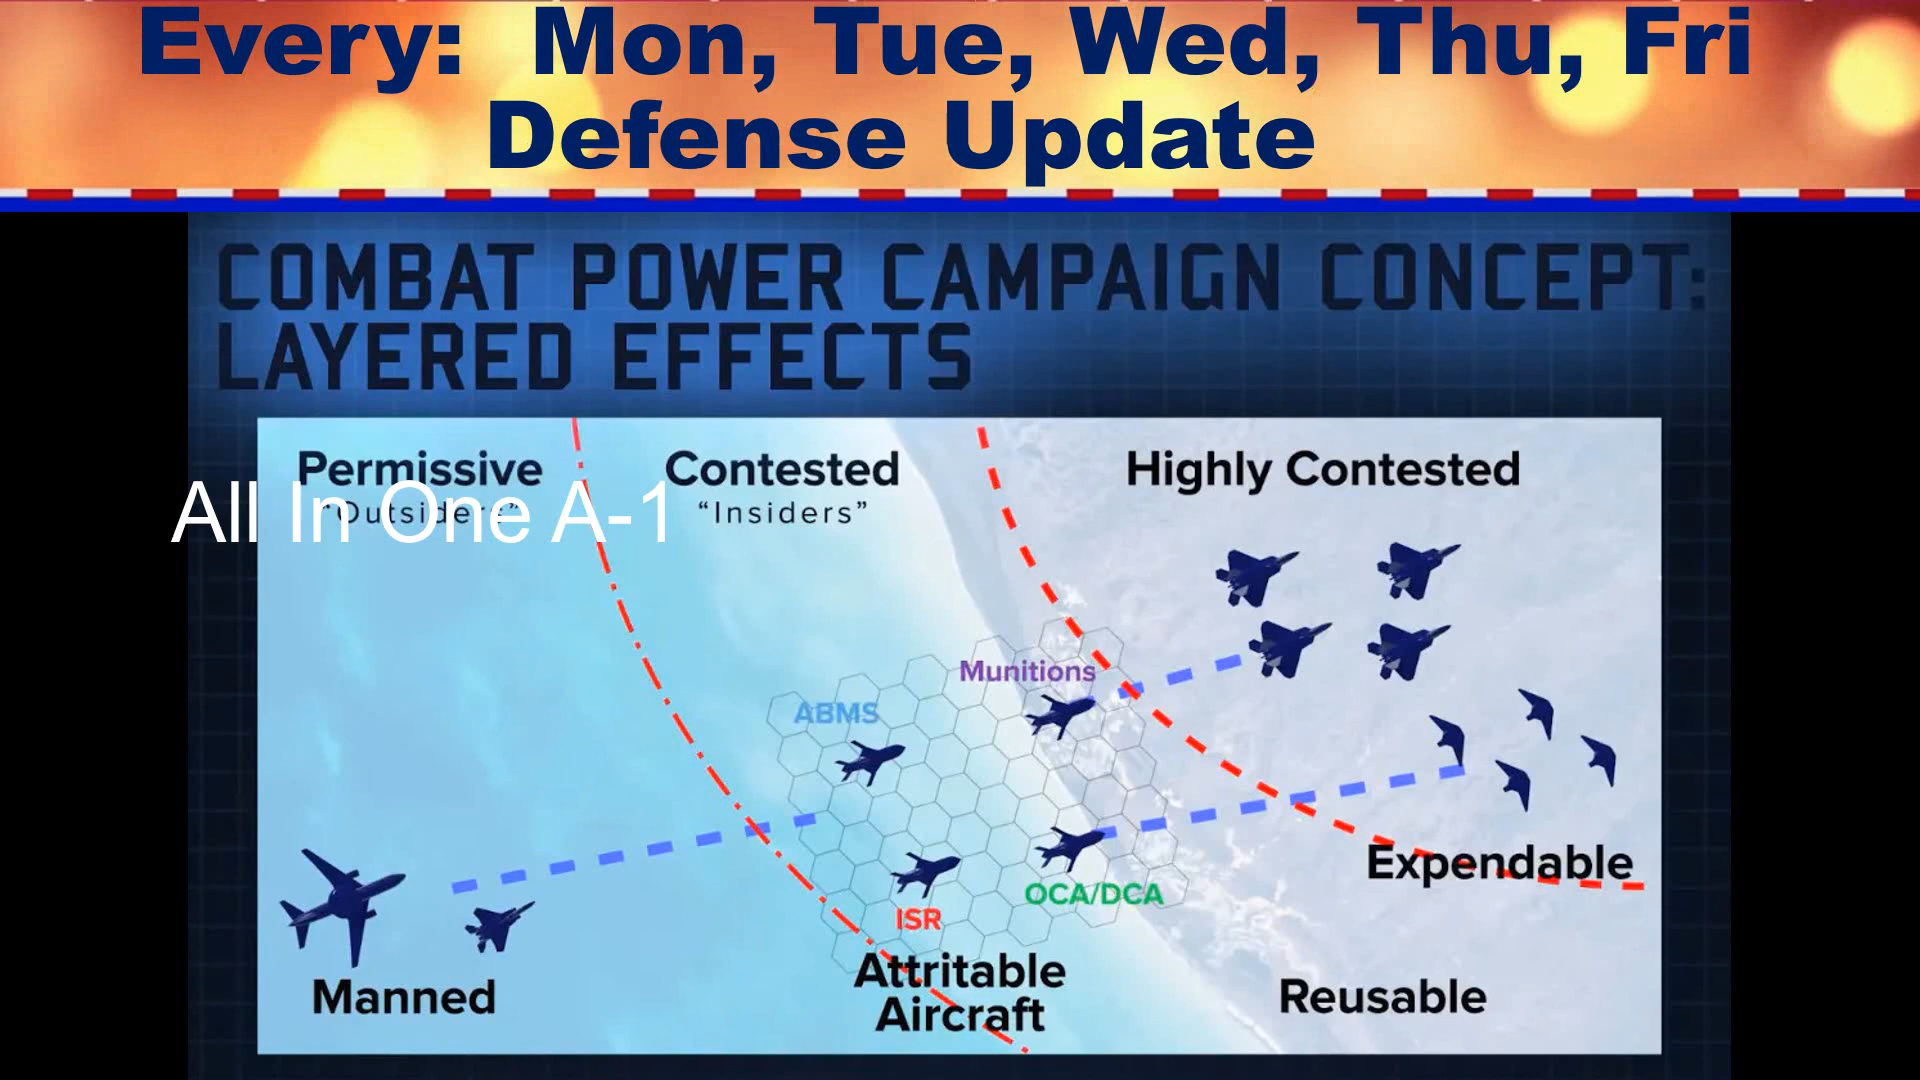 Every: Mon, Tue, Wed, Thu, Fri
Defense Update
COMBAT POWER CAMPAIGN CONCEPT:
LAYERED EFFECTS
Permissive
"Outsiders"
Contested
"Insiders"
Highly Contested
All In One A-1
Munitions
ABMS
OCA/DCA
ISR
Expendable
Manned
Attritable
Aircraft
Reusable